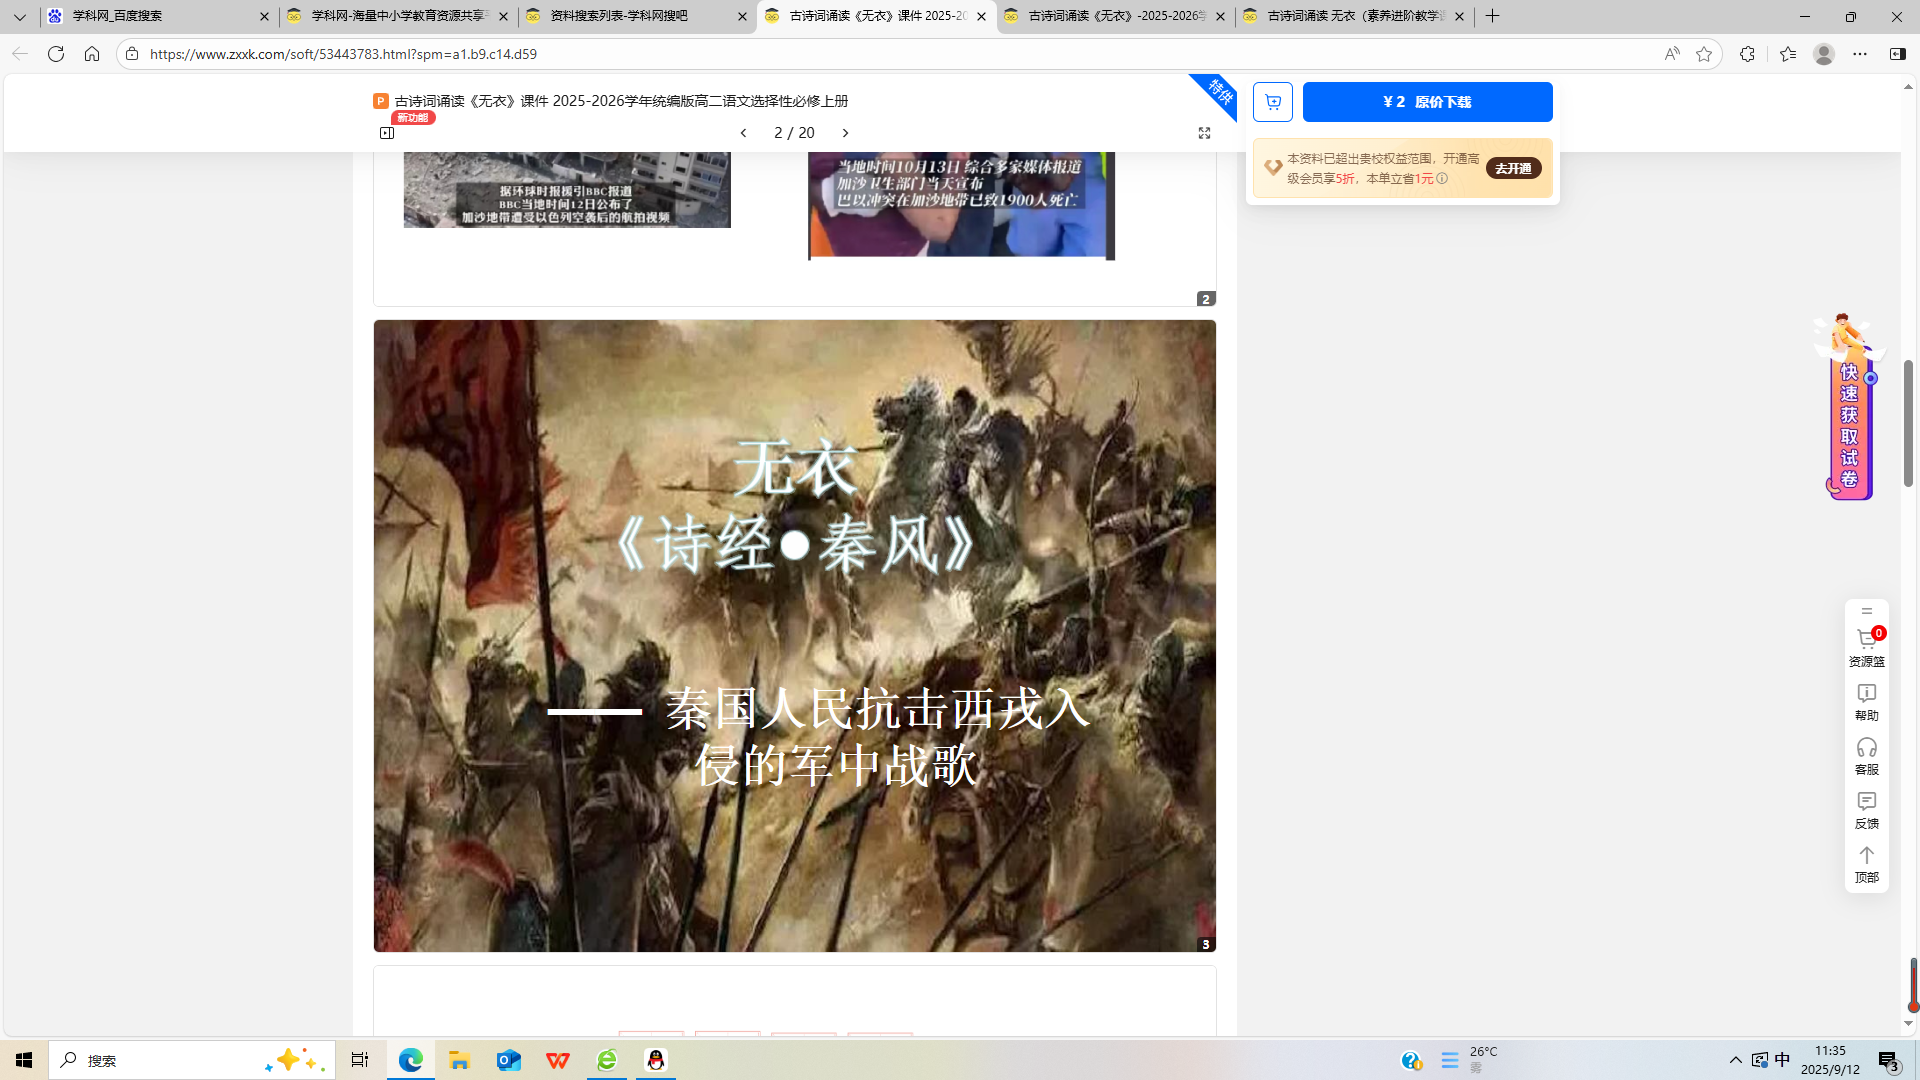 学科网_百度搜索
学科网-海量中小学教育资源共享
资料搜索列表-学科网搜吧
古诗词诵读《无衣》课件 2025-20
古诗词诵读《无衣》-2025-2026学
古诗词诵读 无衣（素养进阶教学
https://www.zxxk.com/soft/53443783.html?spm=a1.b9.c14.d59
P 古诗词诵读《无衣》课件 2025-2026学年统编版高二语文选择性必修上册
特供
新功能
2 / 20
¥ 2 原价下载
本资料已超出贵校权益范围，开通高
级会员享5折，本单立省1元
去开通
据环球时报援引BBC报道
BBC当地时间12日公布了
加沙地带遭受以色列空袭后的航拍视频
当地时间10月13日 综合多家媒体报道
加沙卫生部门当天宣布
巴以冲突在加沙地带已致1900人死亡
2
无衣
《诗经●秦风》
—— 秦国人民抗击西戎入
侵的军中战歌
3
快速获取试卷
0
资源篮
帮助
客服
反馈
顶部
搜索
26°C
雾
中
11:35
2025/9/12
3